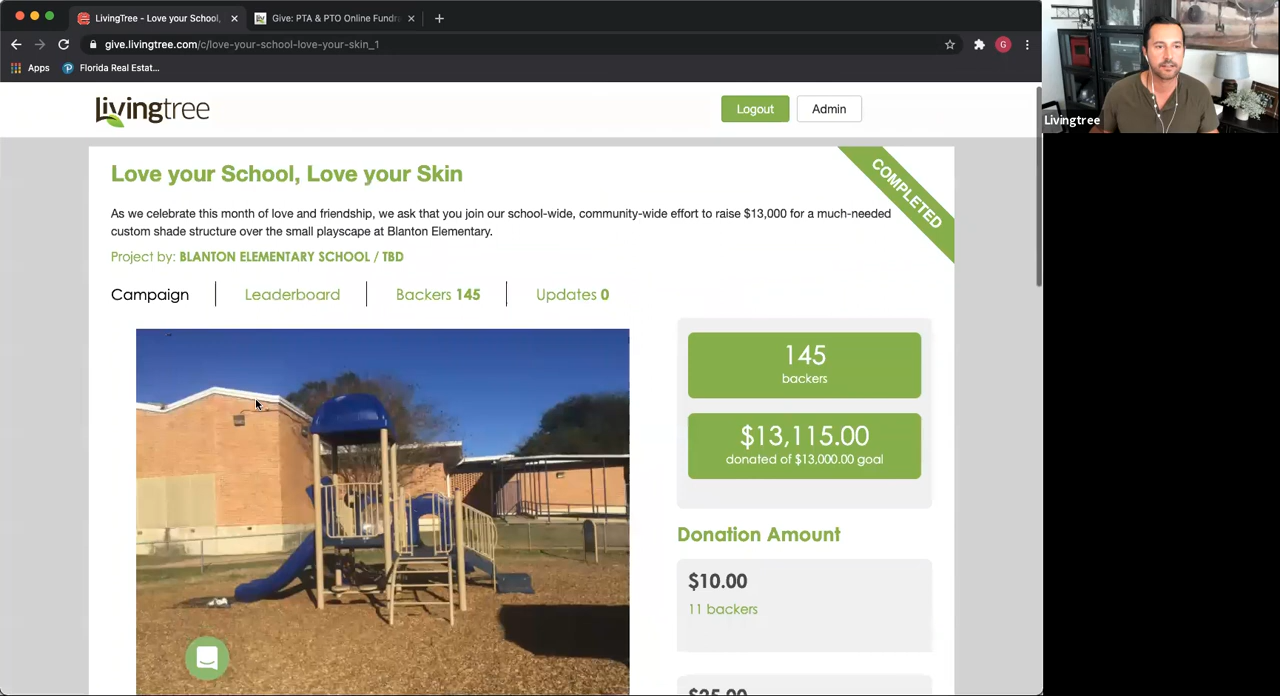 LivingTree - Love your School,
Give: PTA & PTO Online Fundr
give.livingtree.com/c/love-your-school-love-your-skin_1
G
Apps
Florida Real Estat...
livingtree
Logout
Admin
Livingtree
Love your School, Love your Skin
COMPLETED
As we celebrate this month of love and friendship, we ask that you join our school-wide, community-wide effort to raise $13,000 for a much-needed
custom shade structure over the small playscape at Blanton Elementary.
Project by: BLANTON ELEMENTARY SCHOOL / TBD
Campaign
Leaderboard
Backers 145
Updates 0
145
backers
$13,115.00
donated of $13,000.00 goal
Donation Amount
$10.00
11 backers
$25.00